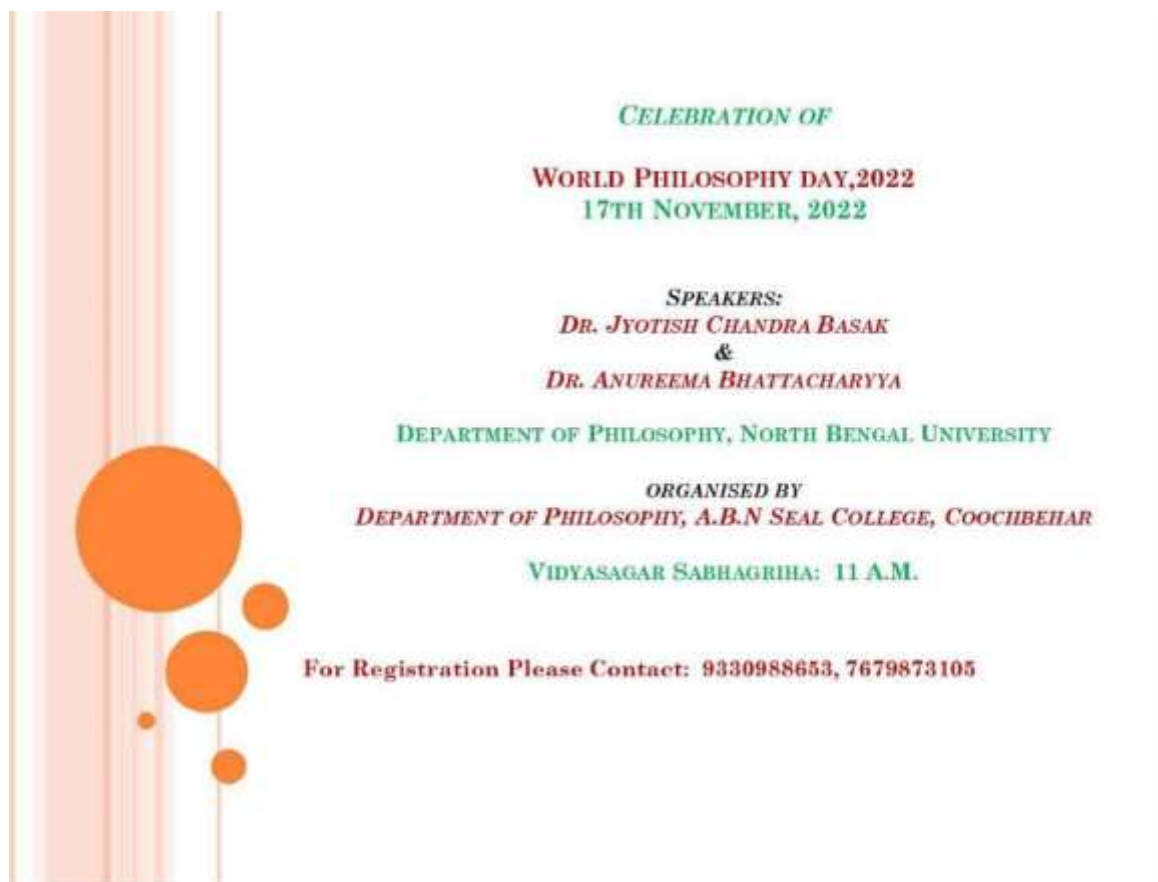 CELEBRATION OF
WORLD PHILOSOPHY DAY,2022
17TH NOVEMBER, 2022
SPEAKERS:
DR. JYOTISH CHANDRA BASAK
&
DR. ANUREEMA BHATTACHARYYA
DEPARTMENT OF PHILOSOPHY, NORTH BENGAL UNIVERSITY
ORGANISED BY
DEPARTMENT OF PHILOSOPHY, A.B.N SEAL COLLEGE, COOCHBEHAR
VIDYASAGAR SABHAGRIHA: 11 A.M.
For Registration Please Contact: 9330988653, 7679873105